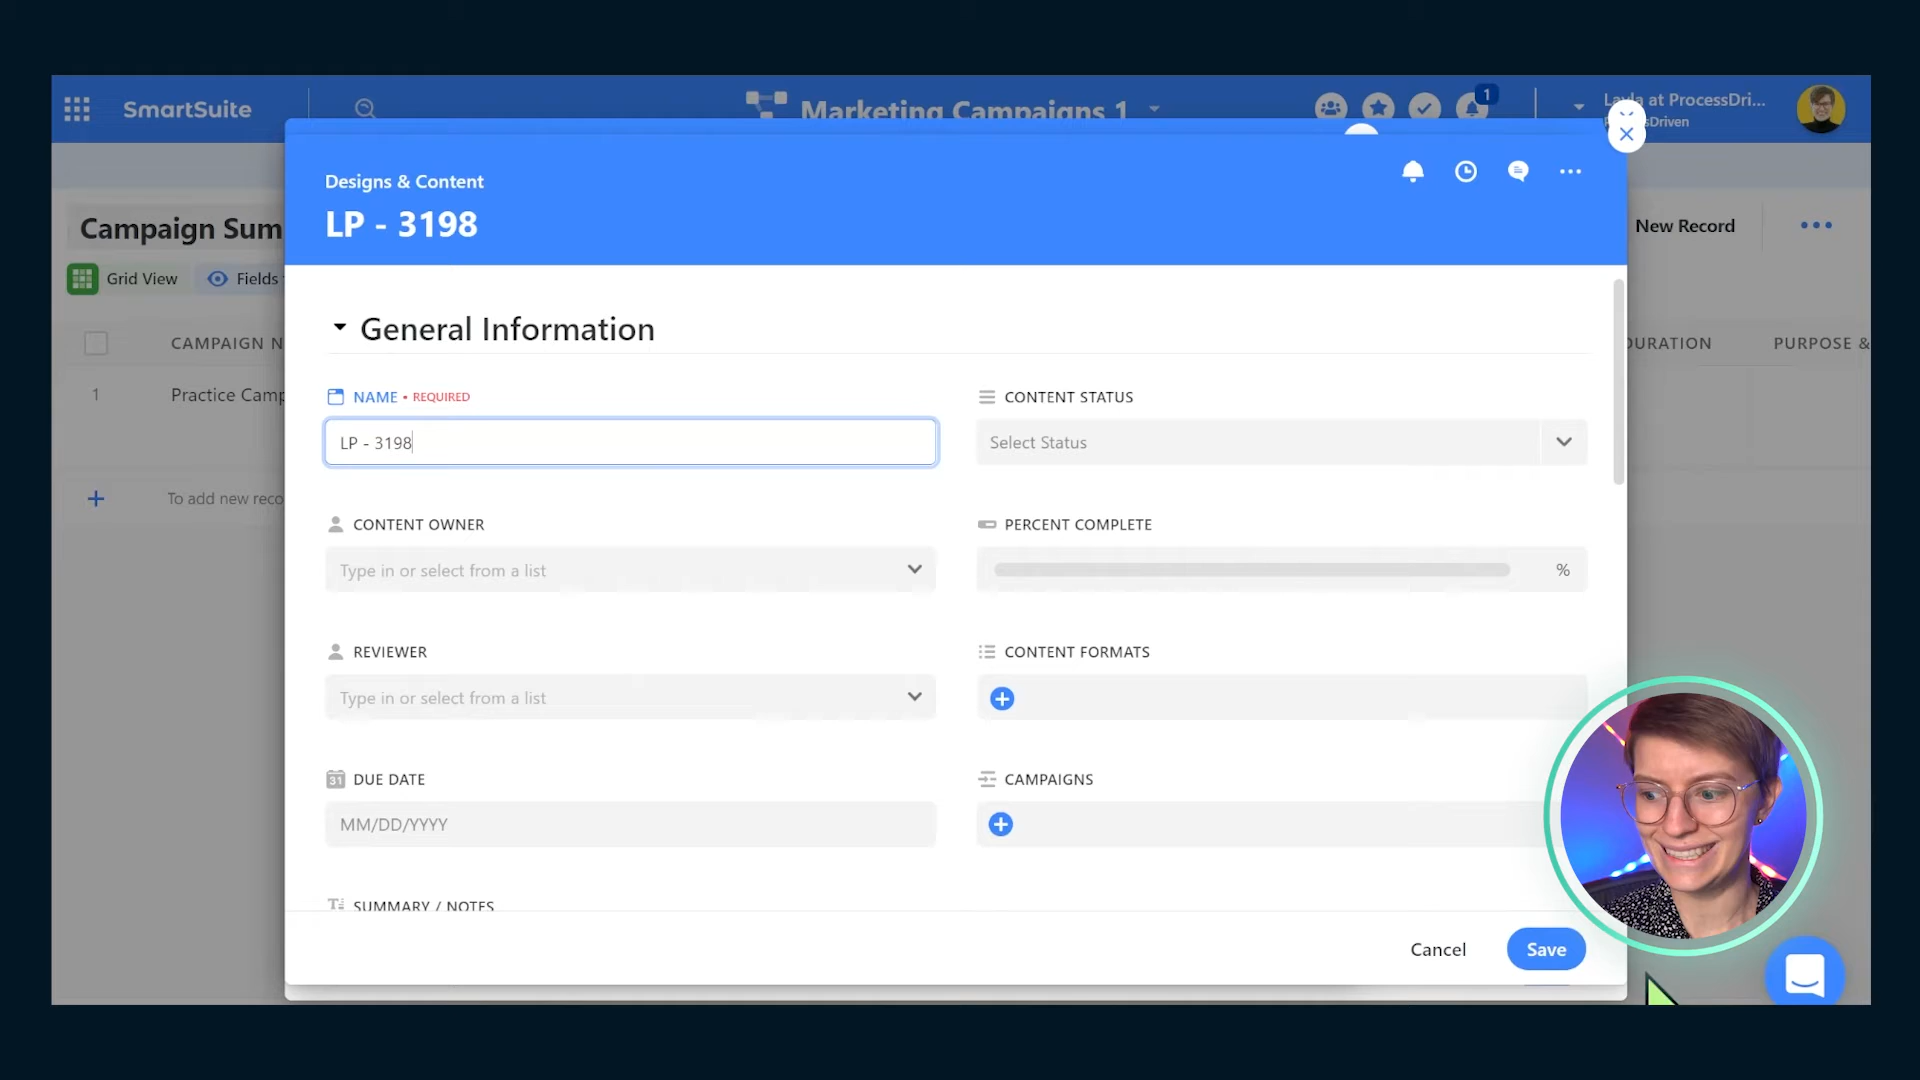 SmartSuite
Marketing Campaigns 1
1
Layla at ProcessDri...
Designs & Content
LP - 3198
Campaign Sum
New Record
Grid View
Fields
General Information
CAMPAIGN N
DURATION
PURPOSE &
NAME • REQUIRED
CONTENT STATUS
1
Practice Camp
LP - 3198
Select Status
To add new reco
CONTENT OWNER
PERCENT COMPLETE
Type in or select from a list
%
REVIEWER
CONTENT FORMATS
Type in or select from a list
31
DUE DATE
CAMPAIGNS
MM/DD/YYYY
SUMMARY / NOTES
Cancel
Save